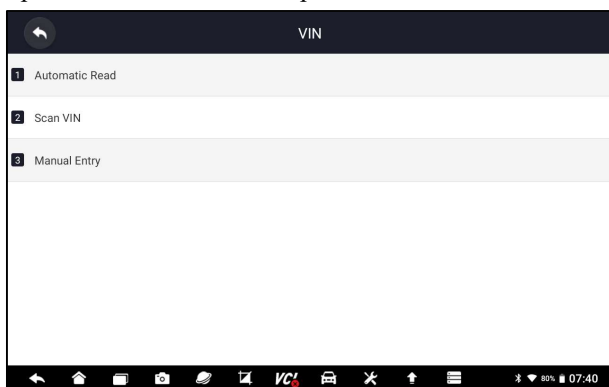 VIN
1 Automatic Read
2 Scan VIN
3 Manual Entry
VCI 80% 07:40